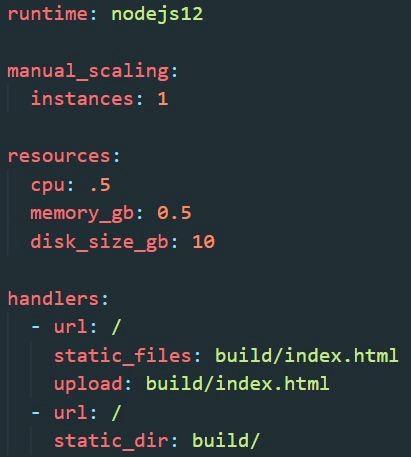 runtime: nodejs12
manual_scaling:
instances: 1
resources:
cpu: .5
memory_gb: 0.5
disk_size_gb: 10
handlers:
- url: /
static_files: build/index.html
upload: build/index.html
- url: /
static_dir: build/